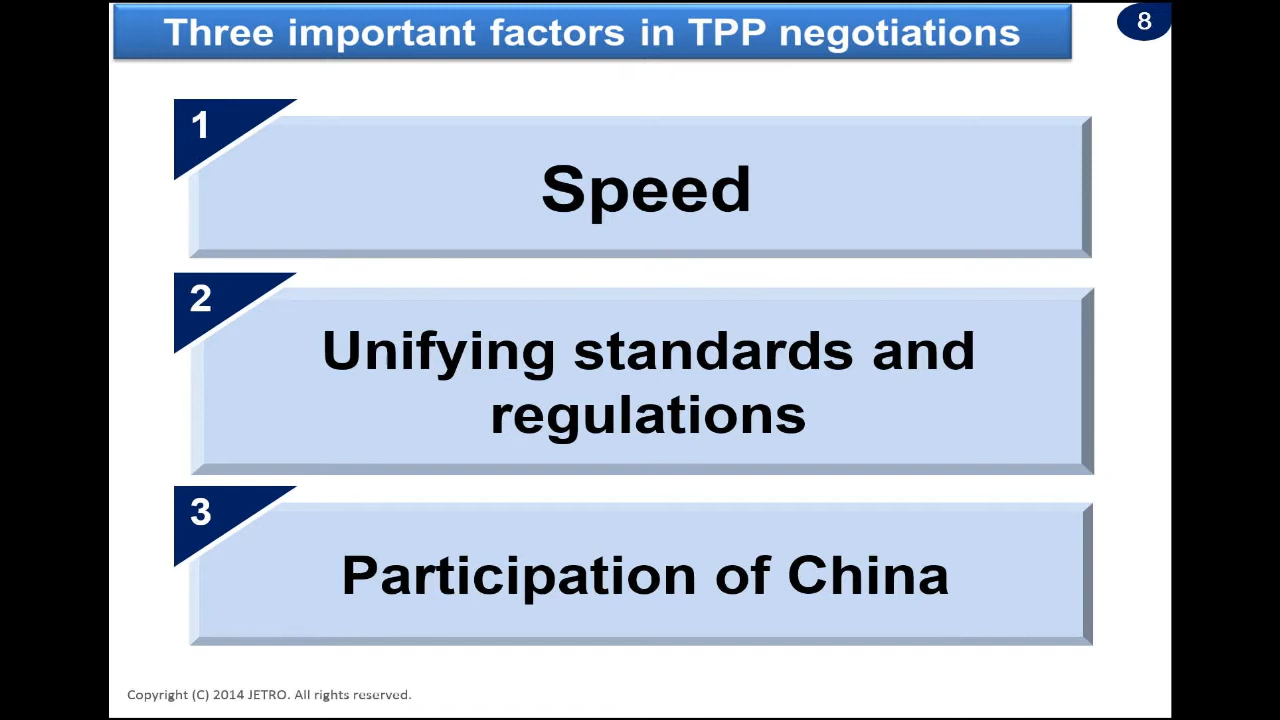 Three important factors in TPP negotiations
8
1
Speed
2
Unifying standards and
regulations
3
Participation of China
Copyright (C) 2014 JETRO. All rights reserved.